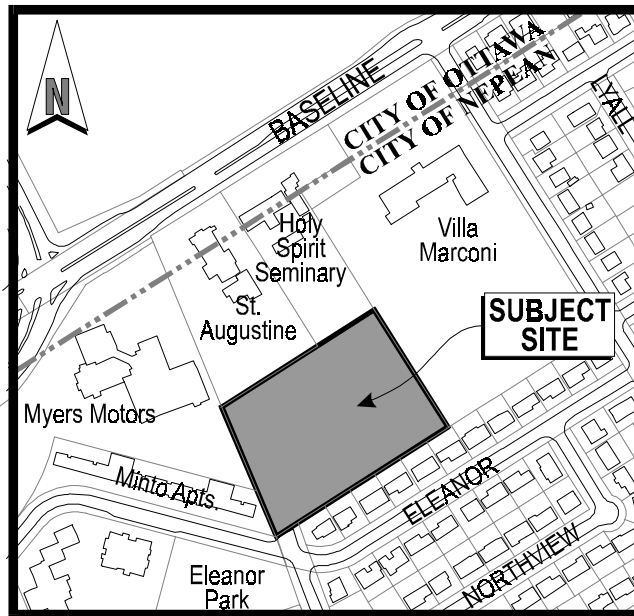 N
BASELINE
CITY OF OTTAWA
CITY OF NEPEAN
LYALL
Holy
Spirit
Seminary
Villa
Marconi
St.
Augustine
SUBJECT
SITE
Myers Motors
Minto Apts.
ELEANOR
NORTHVIEW
Eleanor
Park